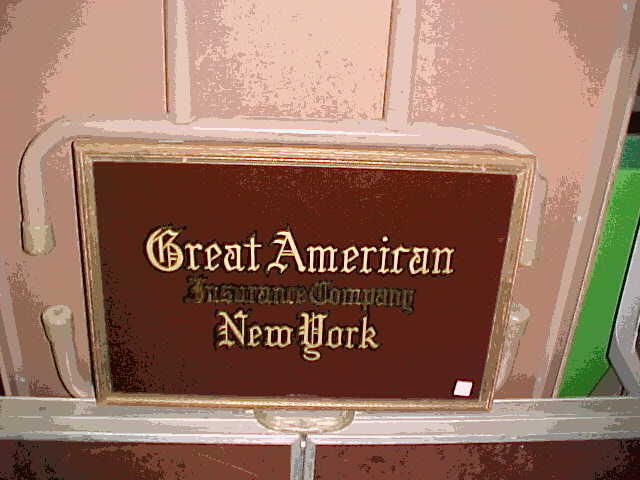 Great American
Insurance Company
New York